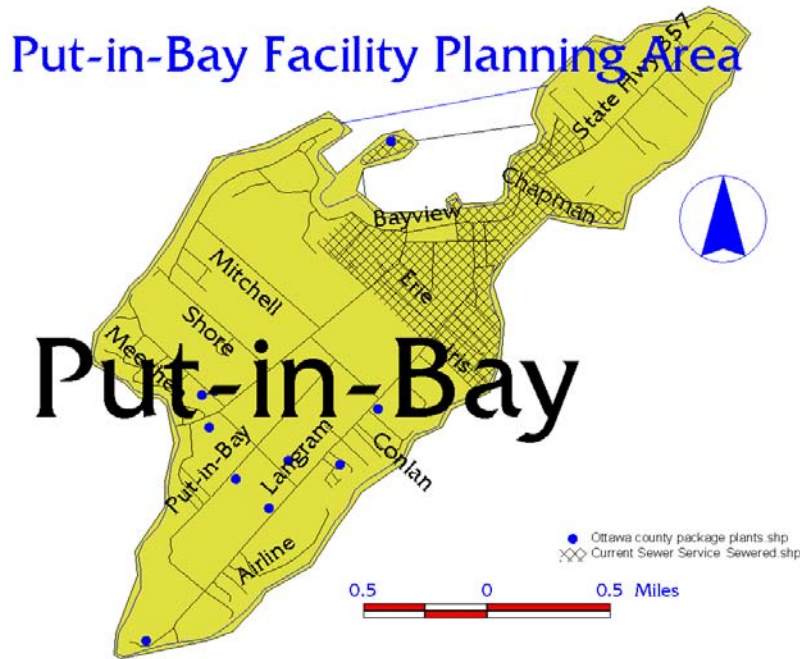 Put-in-Bay Facility Planning Area
State Hwy 357
Chapman
Bayview
Erie
Mitchell
Shore
Iris
Put-in-Bay
Put-in-Bay
Langram
Conlan
Airline
Ottawa county package plants.shp
Current Sewer Service Sewered.shp
0.5 0 0.5 Miles